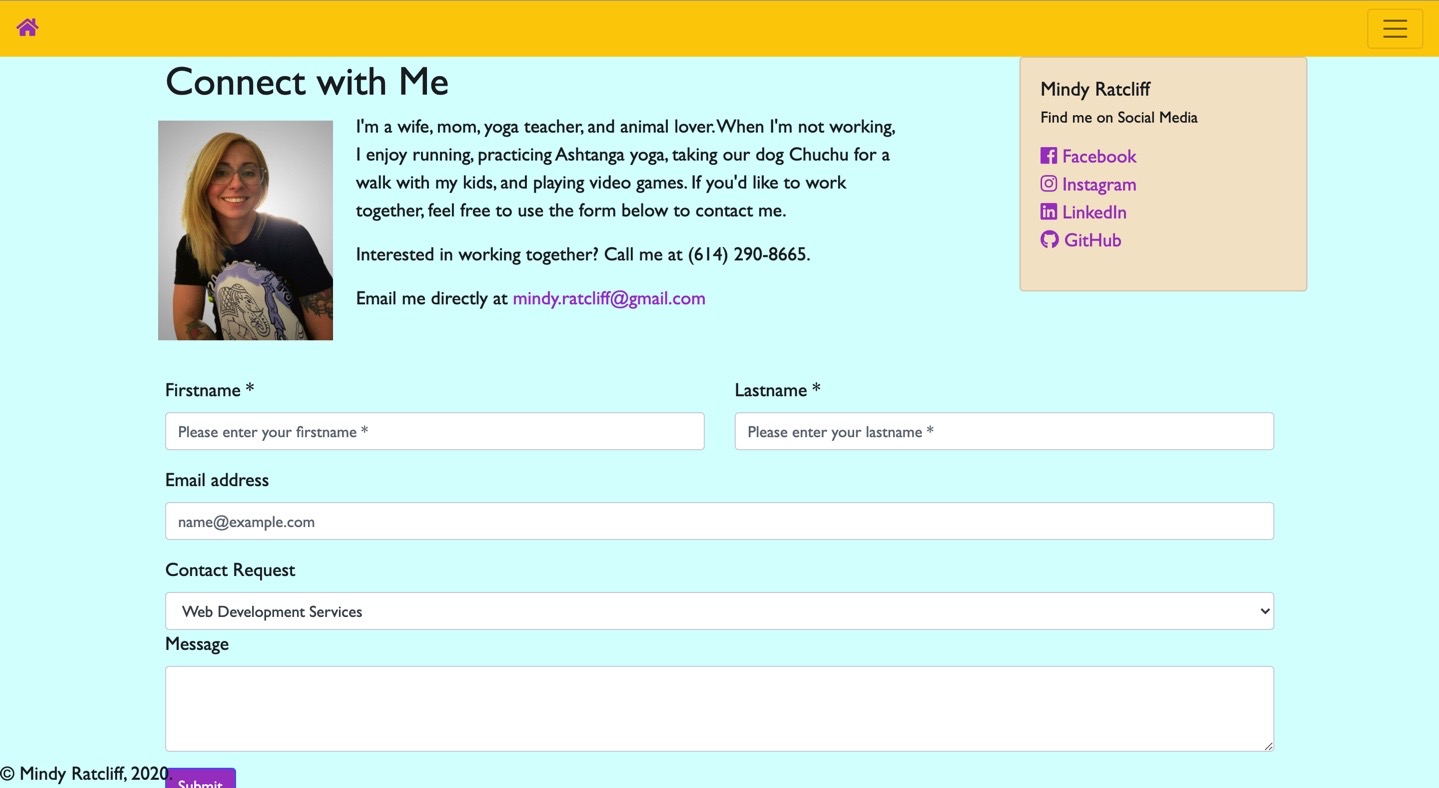 Connect with Me
I'm a wife, mom, yoga teacher, and animal lover. When I'm not working,
I enjoy running, practicing Ashtanga yoga, taking our dog Chuchu for a
walk with my kids, and playing video games. If you'd like to work
together, feel free to use the form below to contact me.
Interested in working together? Call me at (614) 290-8665.
Email me directly at mindy.ratcliff@gmail.com
Mindy Ratcliff
Find me on Social Media
Facebook
Instagram
LinkedIn
GitHub
Firstname *
Please enter your firstname *
Lastname *
Please enter your lastname *
Email address
name@example.com
Contact Request
Web Development Services
Message
© Mindy Ratcliff, 2020.
Submit